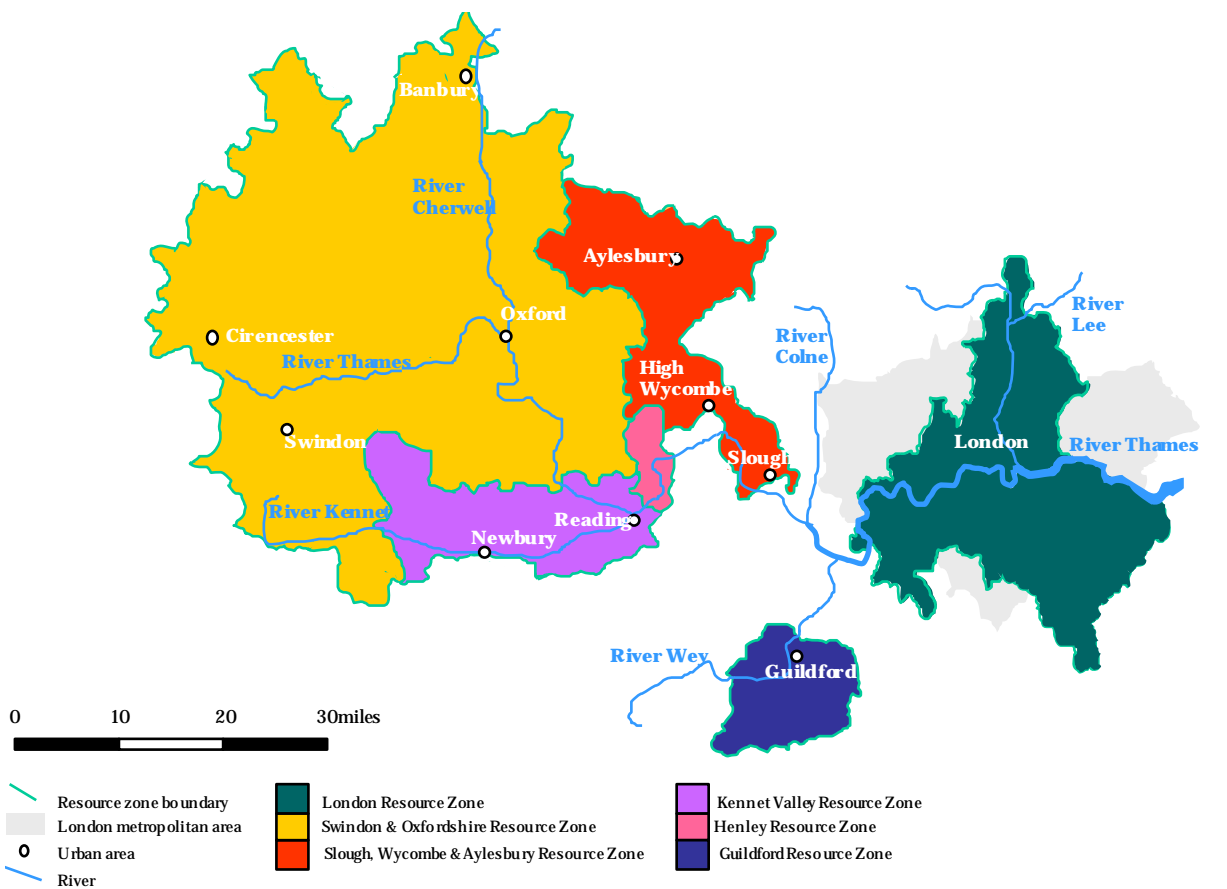 Banbury
River
Cherwell
Aylesbury
Oxford
Cirencester
River Thames
River
Colne
River
Lee
High
Wycombe
Swindon
London
River Thames
Slough
River Kennet
Reading
Newbury
River Wey
Guildford
0 10 20 30miles
Resource zone boundary
London metropolitan area
Urban area
River
London Resource Zone
Swindon & Oxfordshire Resource Zone
Slough, Wycombe & Aylesbury Resource Zone
Kennet Valley Resource Zone
Henley Resource Zone
Guildford Resource Zone